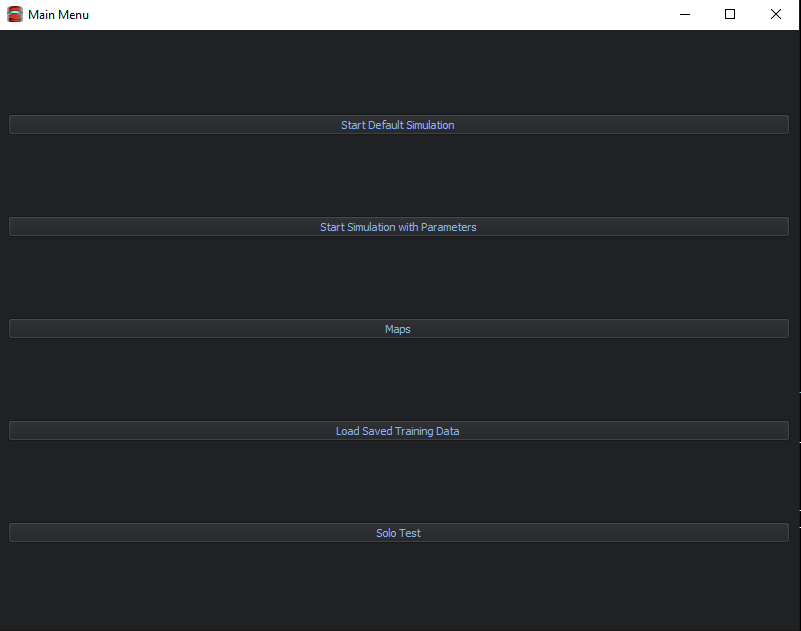 Main Menu
Start Default Simulation
Start Simulation with Parameters
Maps
Load Saved Training Data
Solo Test